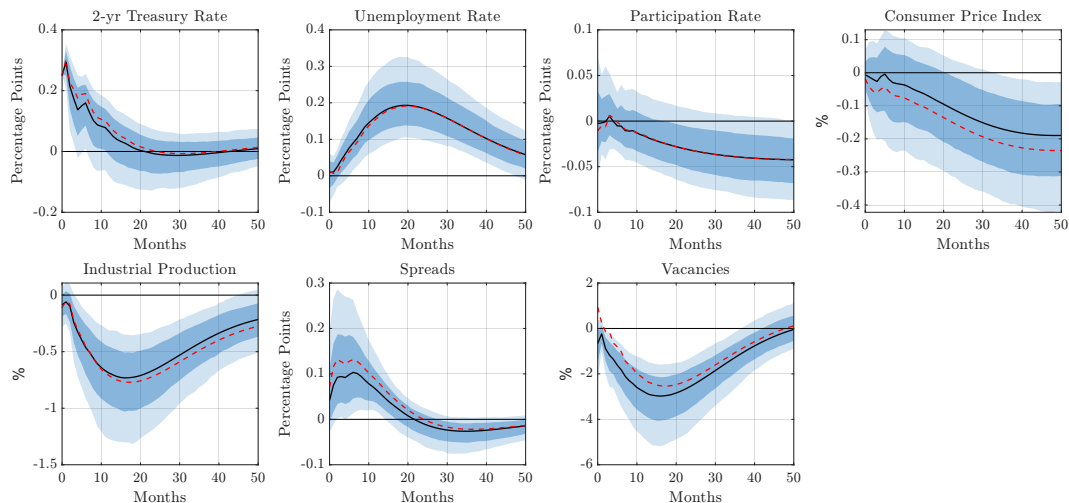 2-yr Treasury Rate
Percentage Points
0.4
0.2
0
-0.2
0 10 20 30 40 50
Months
Unemployment Rate
Percentage Points
0.4
0.3
0.2
0.1
0
-0.1
0 10 20 30 40 50
Months
Participation Rate
Percentage Points
0.1
0.05
0
-0.05
-0.1
0 10 20 30 40 50
Months
Consumer Price Index
%
0.1
0
-0.1
-0.2
-0.3
-0.4
0 10 20 30 40 50
Months
Industrial Production
%
0
-0.5
-1
-1.5
0 10 20 30 40 50
Months
Spreads
Percentage Points
0.3
0.2
0.1
0
-0.1
0 10 20 30 40 50
Months
Vacancies
%
2
0
-2
-4
-6
0 10 20 30 40 50
Months